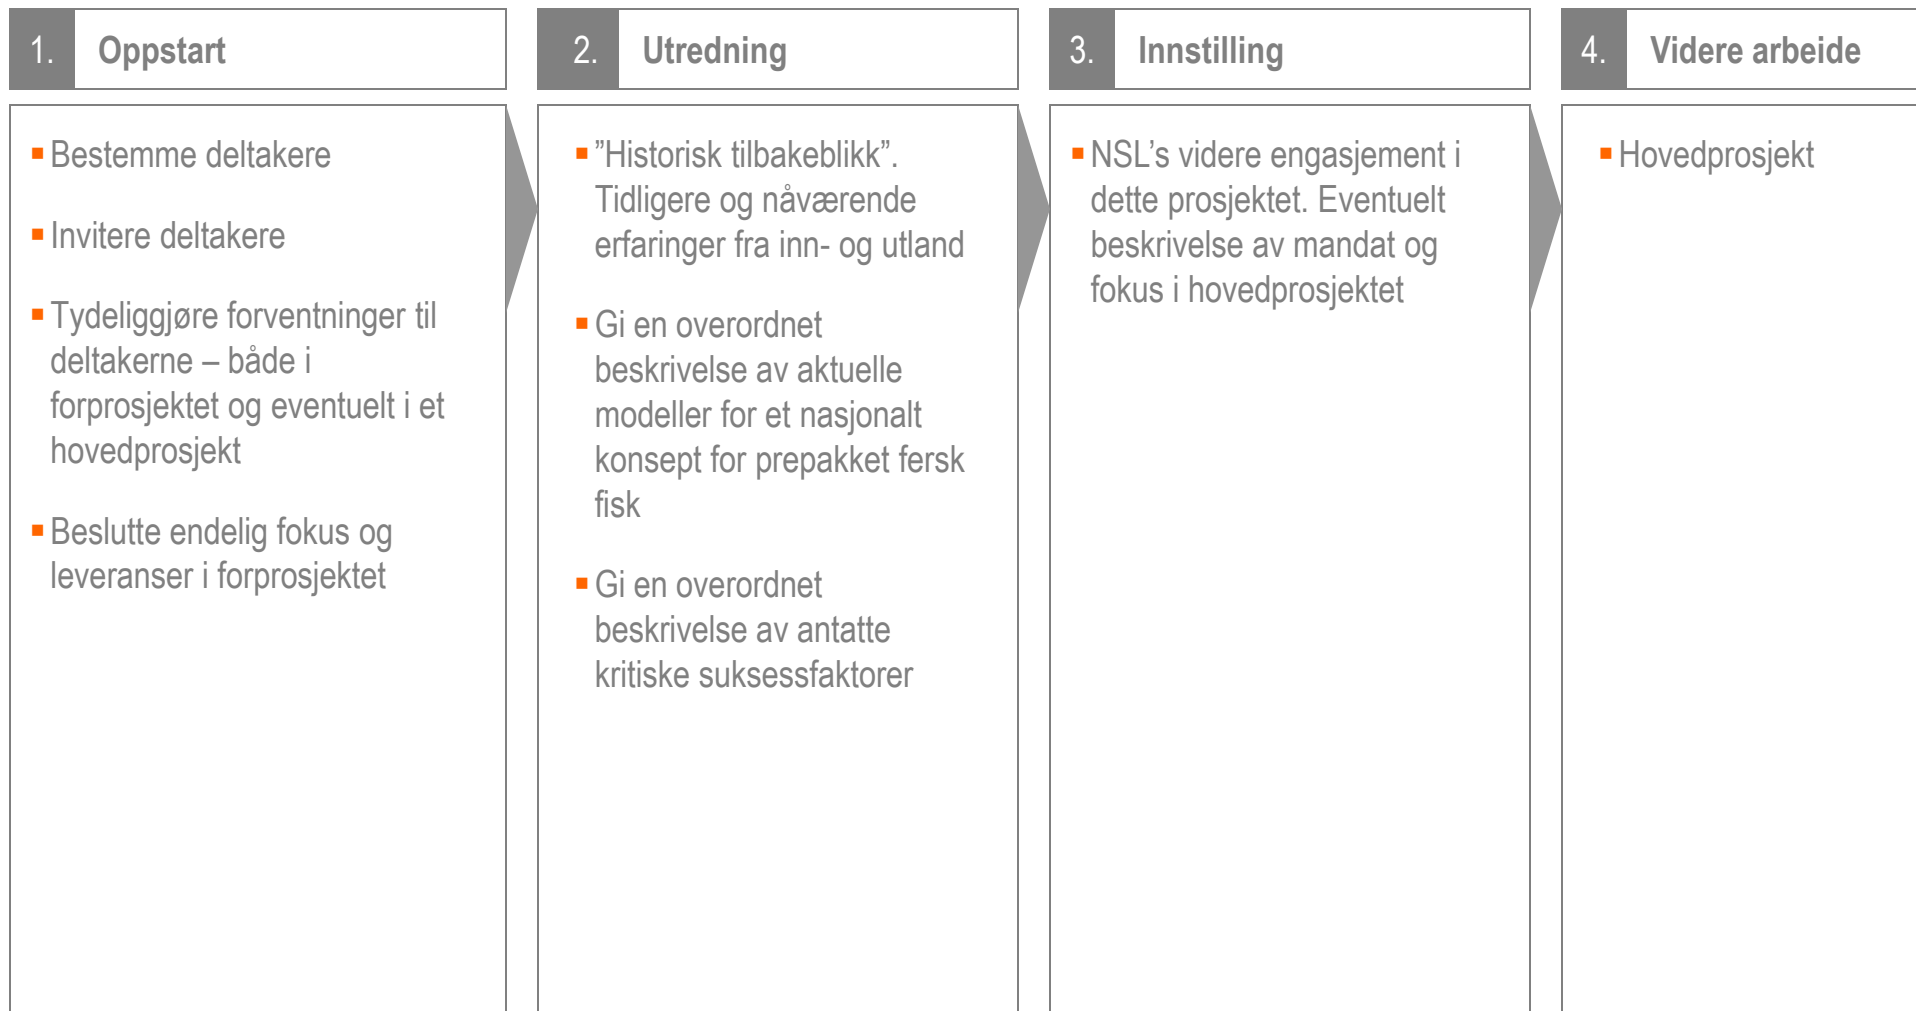 1. Oppstart
▪ Bestemme deltakere
▪ Invitere deltakere
▪ Tydeliggjøre forventninger til
deltakerne – både i
forprosjektet og eventuelt i et
hovedprosjekt
▪ Beslutte endelig fokus og
leveranser i forprosjektet
2. Utredning
▪ ”Historisk tilbakeblikk”.
Tidligere og nåværende
erfaringer fra inn- og utland
▪ Gi en overordnet
beskrivelse av aktuelle
modeller for et nasjonalt
konsept for prepakket fersk
fisk
▪ Gi en overordnet
beskrivelse av antatte
kritiske suksessfaktorer
3. Innstilling
▪ NSL’s videre engasjement i
dette prosjektet. Eventuelt
beskrivelse av mandat og
fokus i hovedprosjektet
4. Videre arbeide
▪ Hovedprosjekt